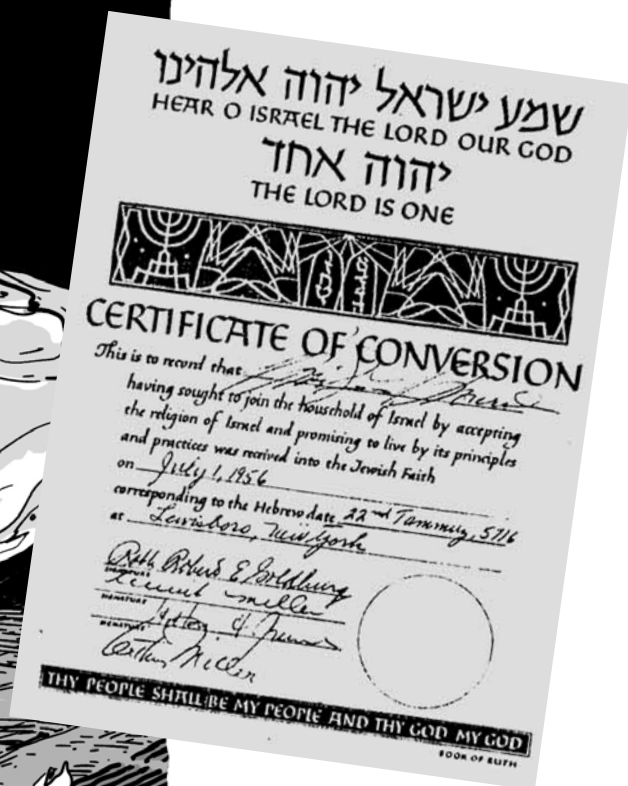 שמע ישראל יהוה אלהינו
HEAR O ISRAEL THE LORD OUR GOD
יהוה אחד
THE LORD IS ONE
CERTIFICATE OF CONVERSION
This is to record that
having sought to join the household of Israel by accepting
the religion of Israel and promising to live by its principles
and practices was received into the Jewish Faith
on July 1, 1956
corresponding to the Hebrew date 22nd Tammuz, 5716
at Lewisboro, New York
Robert E Goldburg
Miller
SIGNATURE
SIGNATURE
Arthur Miller
THY PEOPLE SHALL BE MY PEOPLE AND THY GOD MY GOD
BOOK OF RUTH